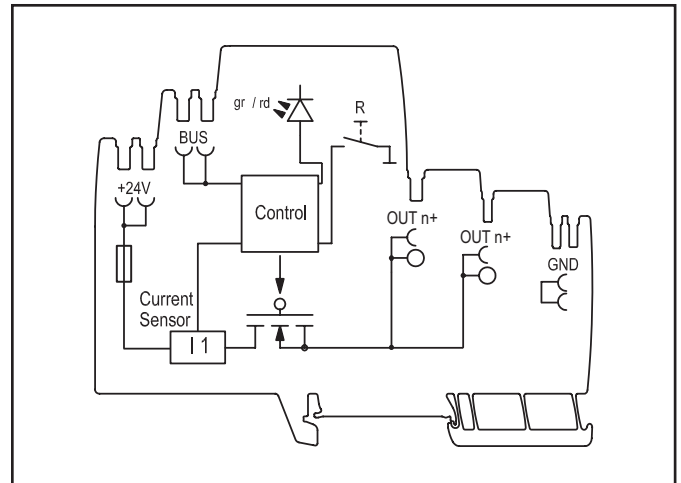 gr / rd
R
BUS
+24V
Control
OUT n+
OUT n+
GND
Current
Sensor
I 1